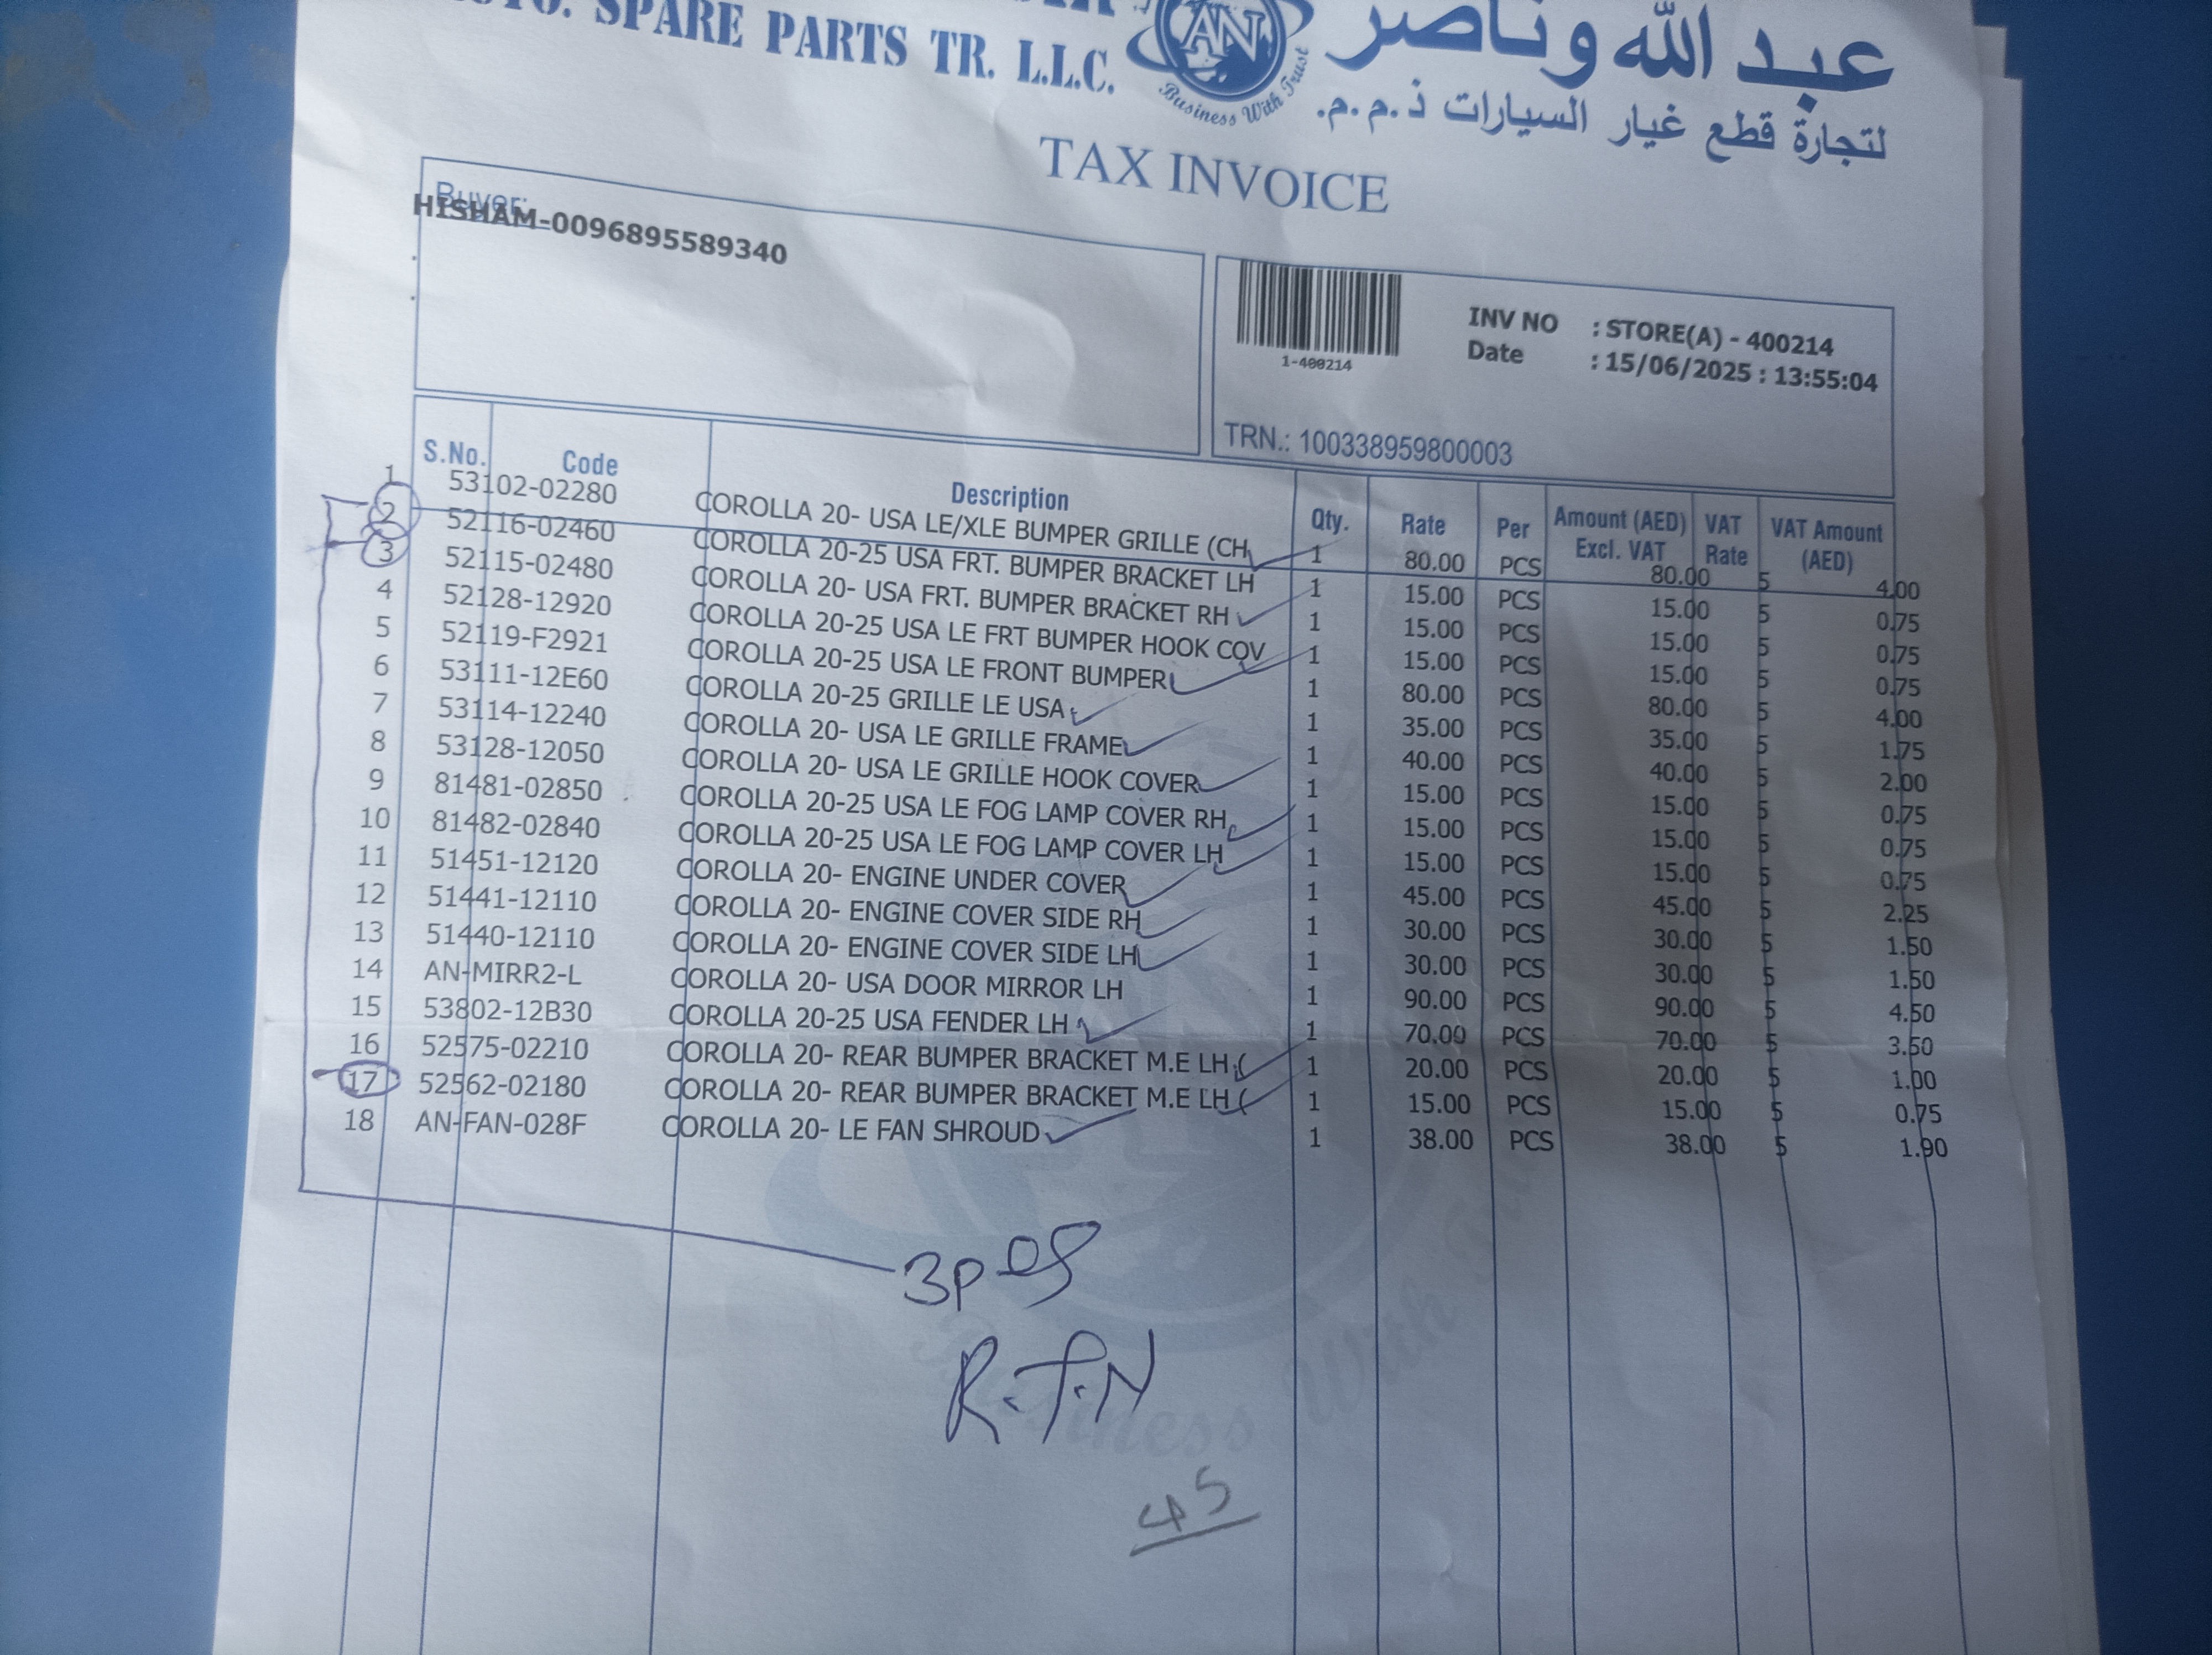 AUTO. SPARE PARTS TR. L.L.C.
AN
Business With Trust
عبد الله وناصر
لتجارة قطع غيار السيارات ذ.م.م.
TAX INVOICE
Buyer:
HISHAM-0096895589340
1-400214
INV NO : STORE(A) - 400214
Date : 15/06/2025 : 13:55:04
TRN.: 100338959800003
S.No. Code Description Qty. Rate Per Amount (AED) Excl. VAT VAT Rate VAT Amount (AED)
1 53102-02280 COROLLA 20- USA LE/XLE BUMPER GRILLE (CH 1 80.00 PCS 80.00 5 4.00
2 52116-02460 COROLLA 20-25 USA FRT. BUMPER BRACKET LH 1 15.00 PCS 15.00 5 0.75
3 52115-02480 COROLLA 20- USA FRT. BUMPER BRACKET RH 1 15.00 PCS 15.00 5 0.75
4 52128-12920 COROLLA 20-25 USA LE FRT BUMPER HOOK COV 1 15.00 PCS 15.00 5 0.75
5 52119-F2921 COROLLA 20-25 USA LE FRONT BUMPER 1 80.00 PCS 80.00 5 4.00
6 53111-12E60 COROLLA 20-25 GRILLE LE USA 1 35.00 PCS 35.00 5 1.75
7 53114-12240 COROLLA 20- USA LE GRILLE FRAME 1 40.00 PCS 40.00 5 2.00
8 53128-12050 COROLLA 20- USA LE GRILLE HOOK COVER 1 15.00 PCS 15.00 5 0.75
9 81481-02850 COROLLA 20-25 USA LE FOG LAMP COVER RH 1 15.00 PCS 15.00 5 0.75
10 81482-02840 COROLLA 20-25 USA LE FOG LAMP COVER LH 1 15.00 PCS 15.00 5 0.75
11 51451-12120 COROLLA 20- ENGINE UNDER COVER 1 45.00 PCS 45.00 5 2.25
12 51441-12110 COROLLA 20- ENGINE COVER SIDE RH 1 30.00 PCS 30.00 5 1.50
13 51440-12110 COROLLA 20- ENGINE COVER SIDE LH 1 30.00 PCS 30.00 5 1.50
14 AN-MIRR2-L COROLLA 20- USA DOOR MIRROR LH 1 90.00 PCS 90.00 5 4.50
15 53802-12B30 COROLLA 20-25 USA FENDER LH 1 70.00 PCS 70.00 5 3.50
16 52575-02210 COROLLA 20- REAR BUMPER BRACKET M.E LH ( 1 20.00 PCS 20.00 5 1.00
17 52562-02180 COROLLA 20- REAR BUMPER BRACKET M.E LH ( 1 15.00 PCS 15.00 5 0.75
18 AN-FAN-028F COROLLA 20- LE FAN SHROUD 1 38.00 PCS 38.00 5 1.90
3 pes
R.T.N
45
Business With Trust